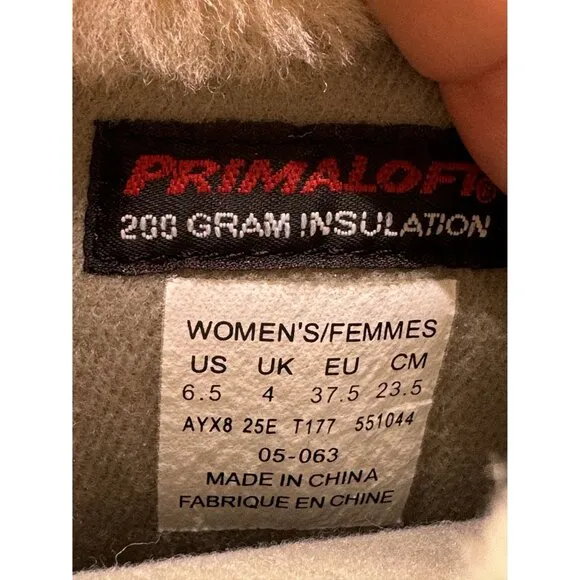 PRIMALOFT®
200 GRAM INSULATION
WOMEN'S/FEMMES
US UK EU CM
6.5 4 37.5 23.5
AYX8 25E T177 551044
05-063
MADE IN CHINA
FABRIQUE EN CHINE